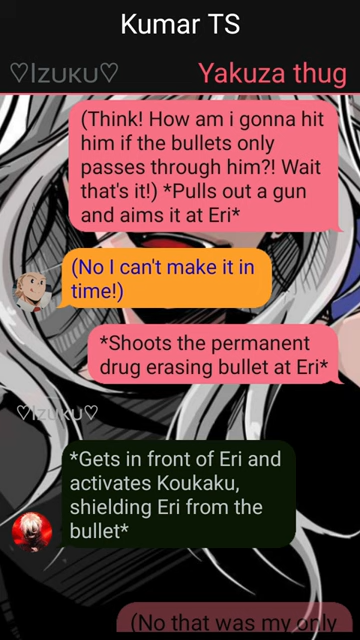 Kumar TS
♡Izuku♡ Yakuza thug
(Think! How am i gonna hit
him if the bullets only
passes through him?! Wait
that's it!) *Pulls out a gun
and aims it at Eri*
(No I can't make it in
time!)
*Shoots the permanent
drug erasing bullet at Eri*
♡Izuku♡
*Gets in front of Eri and
activates Koukaku,
shielding Eri from the
bullet*
(No that was my only